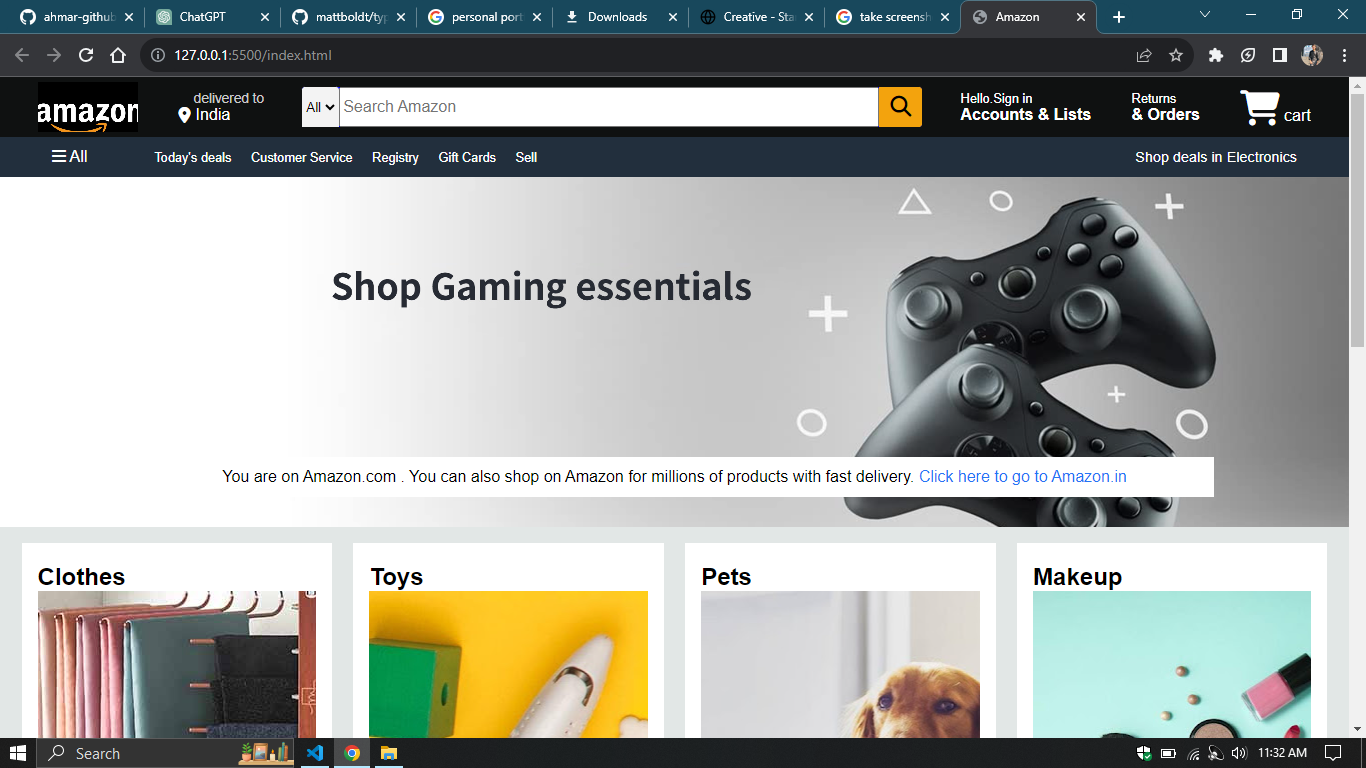 ahmar-github
ChatGPT
mattboldt/typ
personal port
Downloads
Creative - Sta
take screensh
Amazon
127.0.0.1:5500/index.html
amazon
delivered to
India
All
Search Amazon
Hello.Sign in
Accounts & Lists
Returns
& Orders
cart
All
Today's deals
Customer Service
Registry
Gift Cards
Sell
Shop deals in Electronics
Shop Gaming essentials
You are on Amazon.com . You can also shop on Amazon for millions of products with fast delivery. Click here to go to Amazon.in
Clothes
Toys
Pets
Makeup
Search
11:32 AM